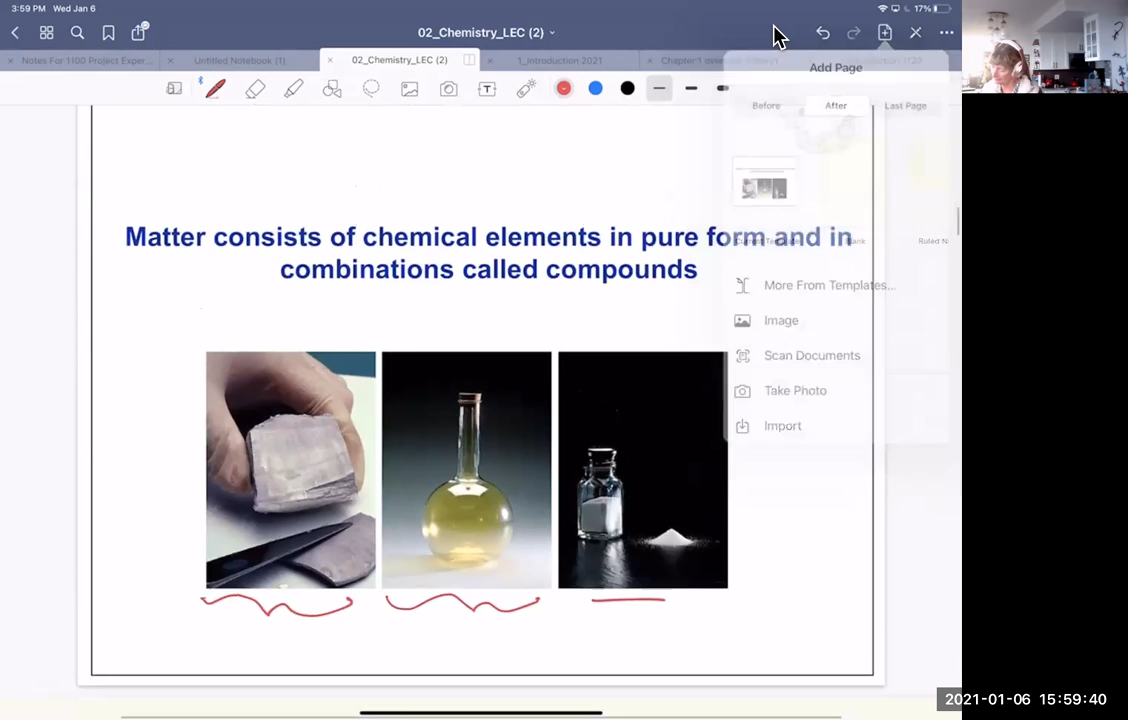 3:59 PM Wed Jan 6
17%
02_Chemistry_LEC (2)
Notes For 1100 Project Exper...
Untitled Notebook (1)
02_Chemistry_LEC (2)
1_Introduction 2021
Add Page
Before
After
Last Page
Matter consists of chemical elements in pure form and in
combinations called compounds
Blank
Ruled N
More From Templates...
Image
Scan Documents
Take Photo
Import
2021-01-06 15:59:40